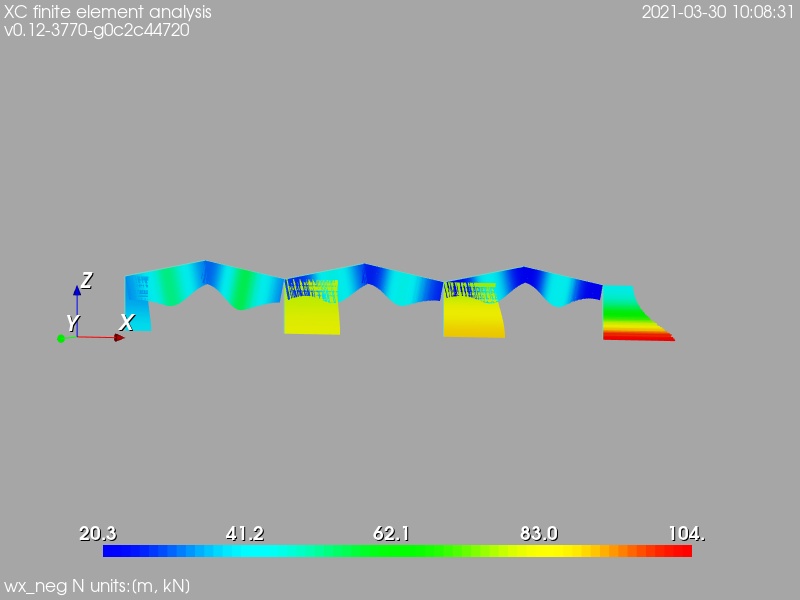 XC finite element analysis
v0.12-3770-g0c2c44720
2021-03-30 10:08:31
Z
Y
X
20.3 41.2 62.1 83.0 104.
wx_neg N units:[m, kN]